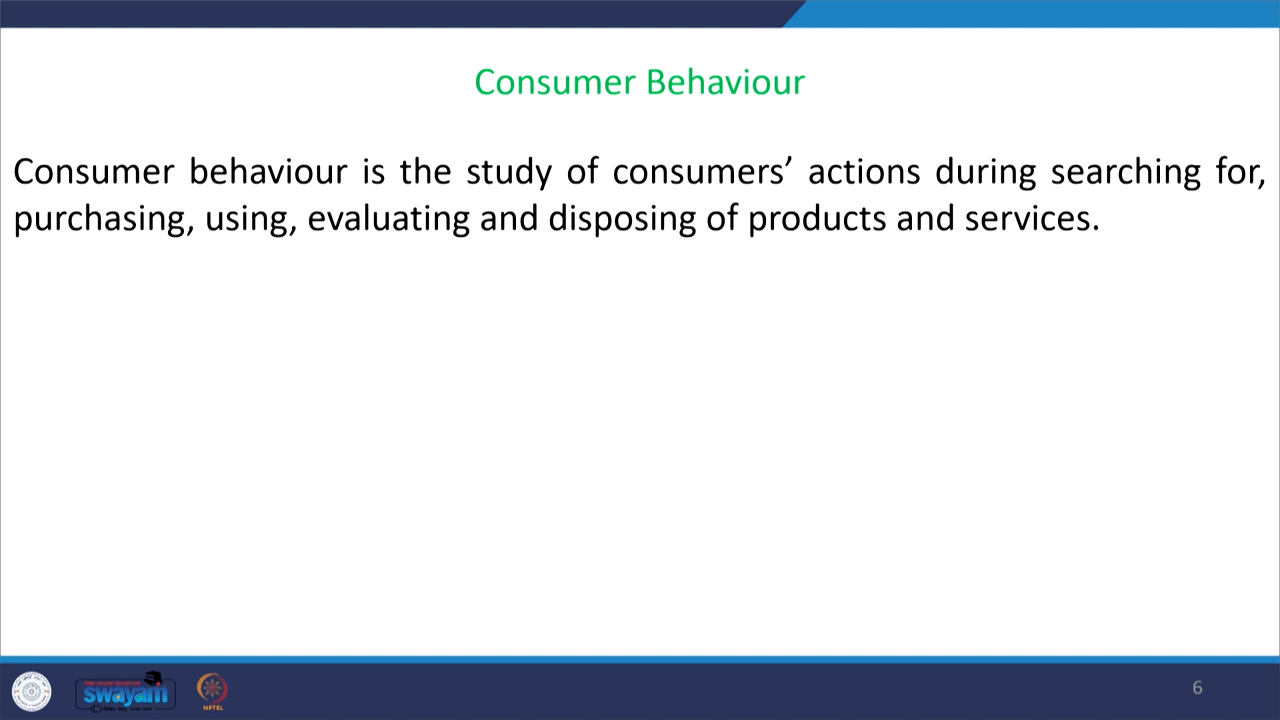 Consumer Behaviour
Consumer behaviour is the study of consumers’ actions during searching for,
purchasing, using, evaluating and disposing of products and services.
swayam
NPTEL
6